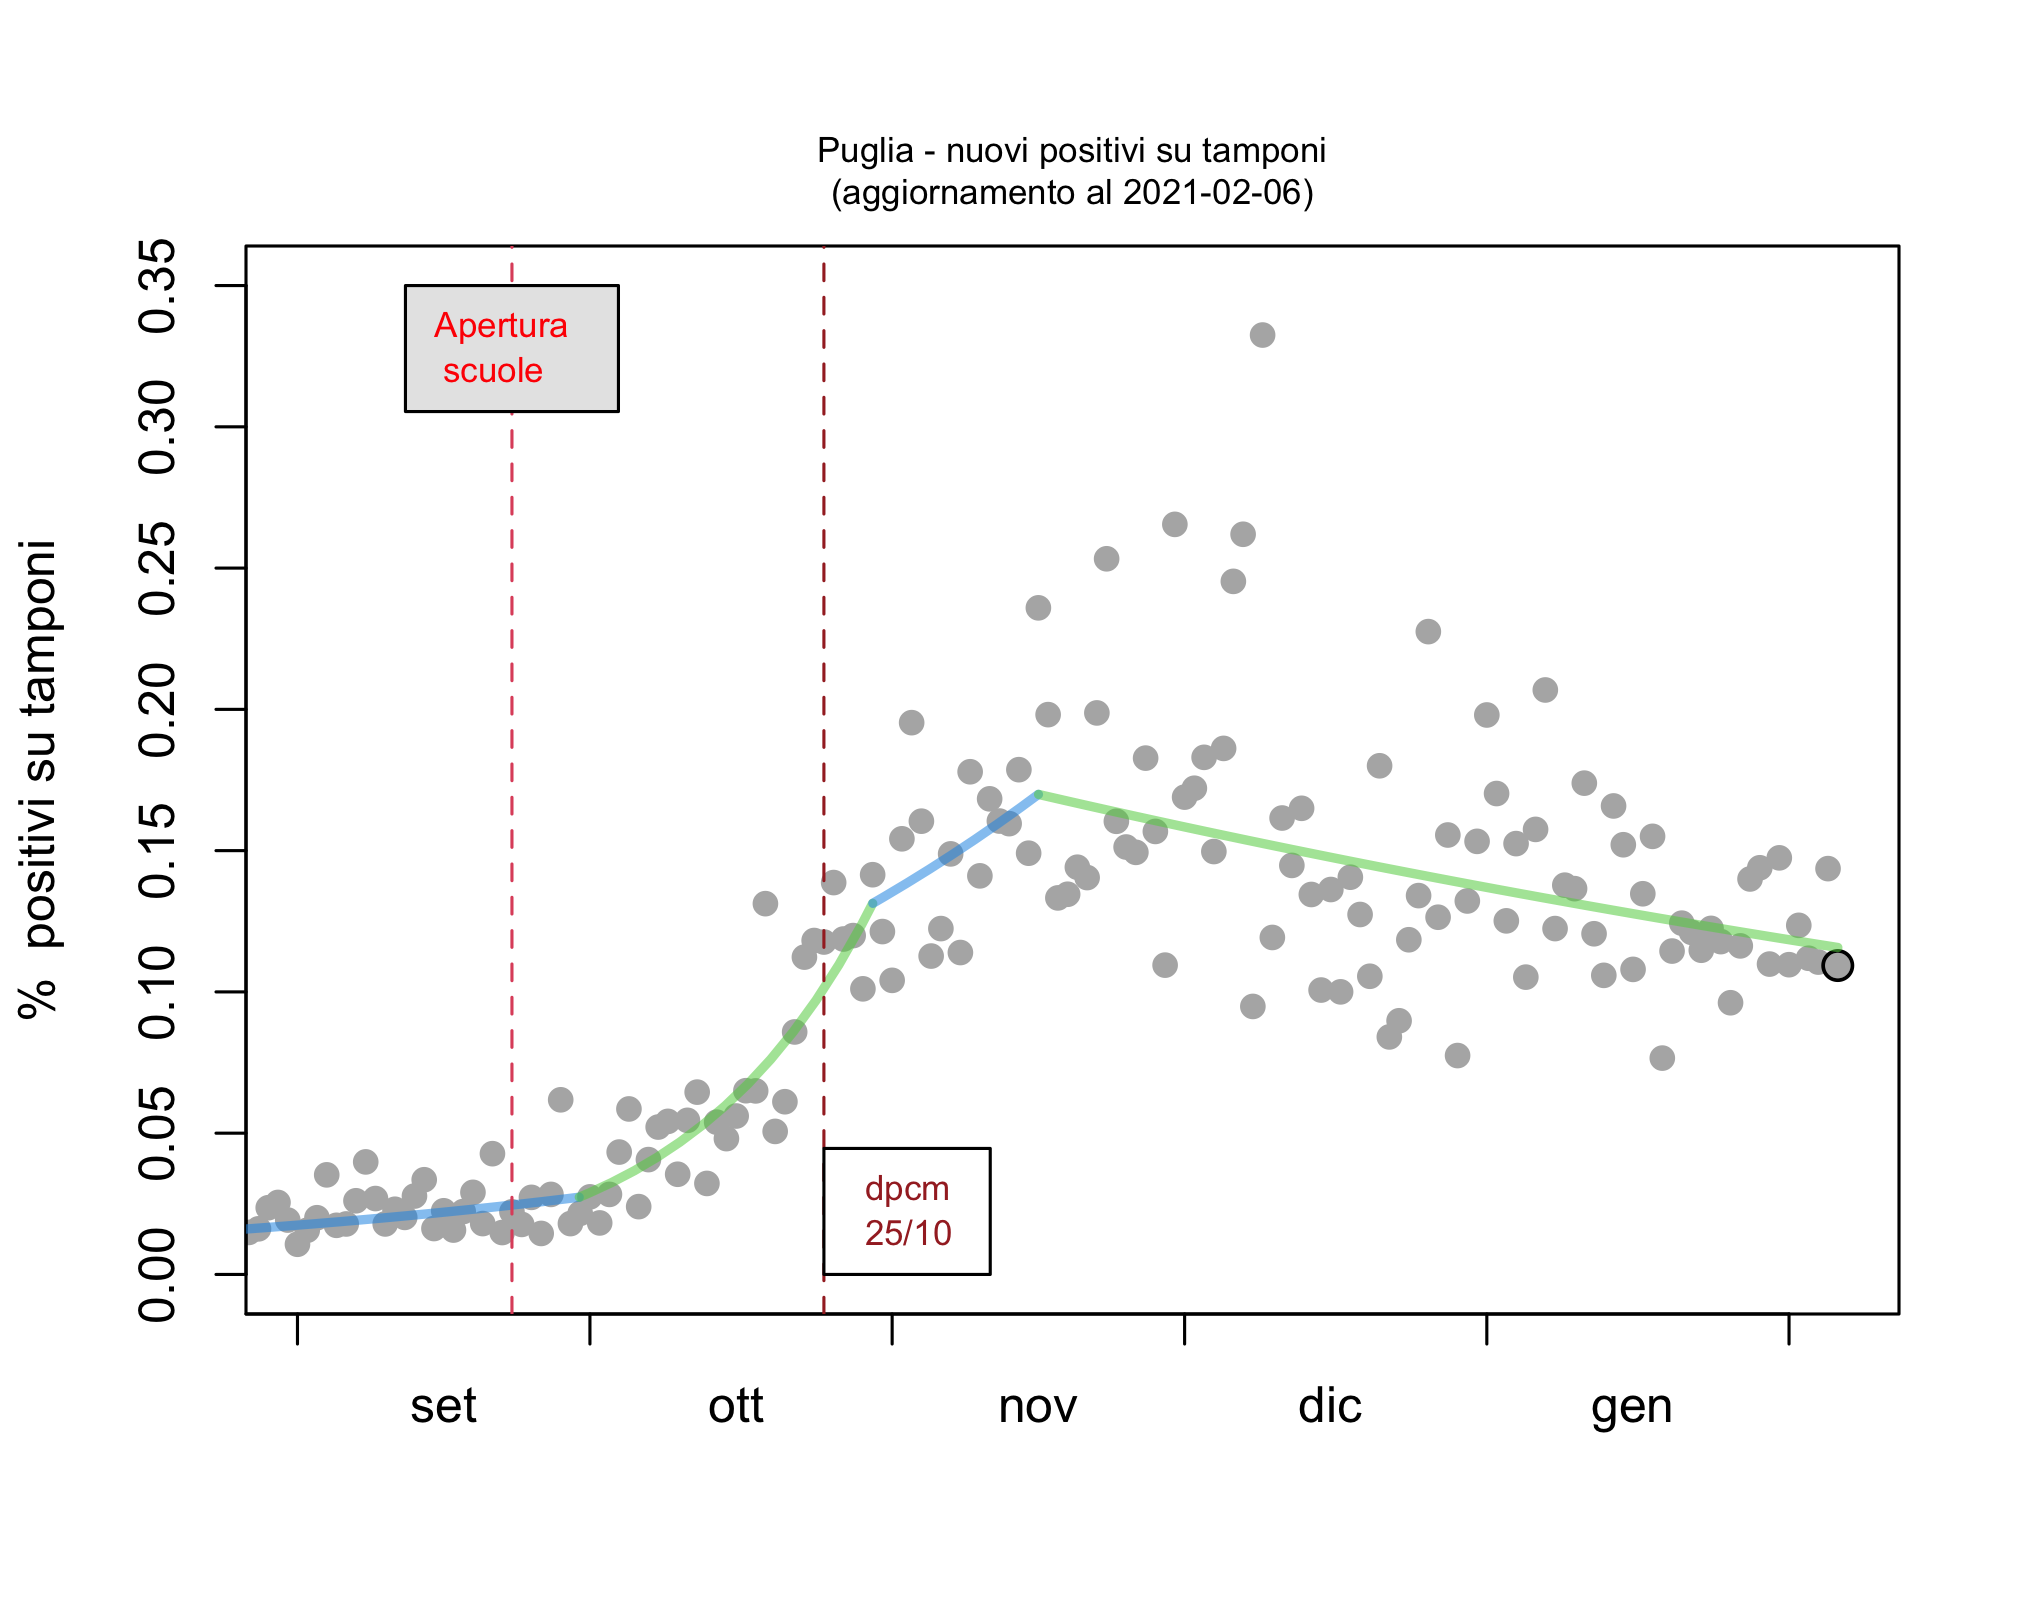 Puglia - nuovi positivi su tamponi
(aggiornamento al 2021-02-06)
% positivi su tamponi
0.35
0.30
0.25
0.20
0.15
0.10
0.05
0.00
Apertura
scuole
dpcm
25/10
set
ott
nov
dic
gen